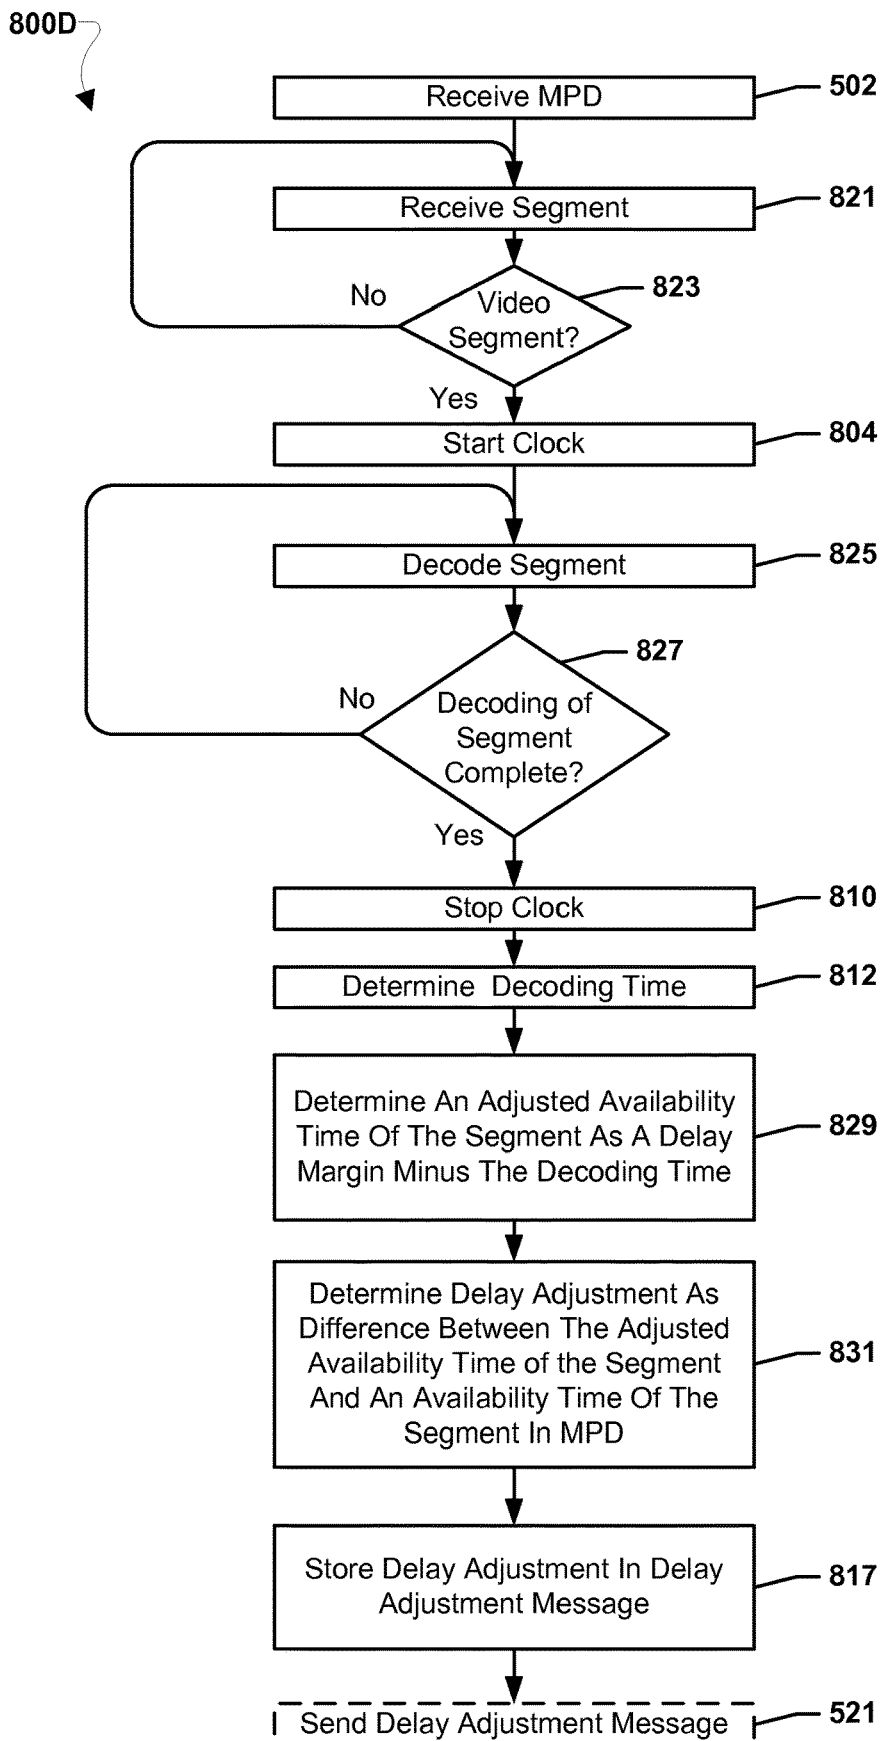 800D
Receive MPD
502
Receive Segment
821
Video
Segment?
823
No
Yes
Start Clock
804
Decode Segment
825
Decoding of
Segment
Complete?
827
No
Yes
Stop Clock
810
Determine Decoding Time
812
Determine An Adjusted Availability
Time Of The Segment As A Delay
Margin Minus The Decoding Time
829
Determine Delay Adjustment As
Difference Between The Adjusted
Availability Time of the Segment
And An Availability Time Of The
Segment In MPD
831
Store Delay Adjustment In Delay
Adjustment Message
817
Send Delay Adjustment Message
521